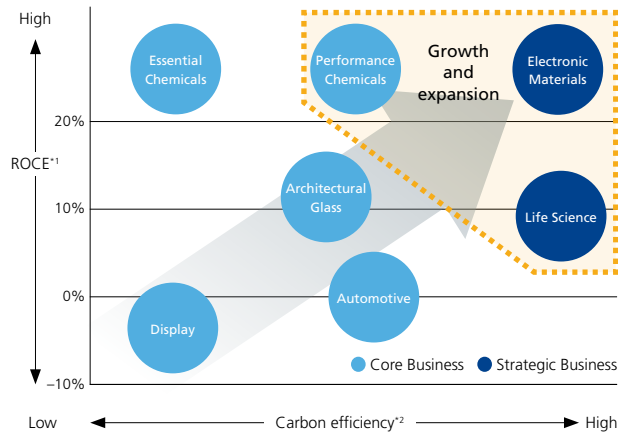 High
Essential
Chemicals
Performance
Chemicals
Growth
and
expansion
Electronic
Materials
20%
ROCE*1
Architectural
Glass
10%
Life Science
0%
Automotive
Display
Core Business
Strategic Business
–10%
Low
Carbon efficiency*2
High